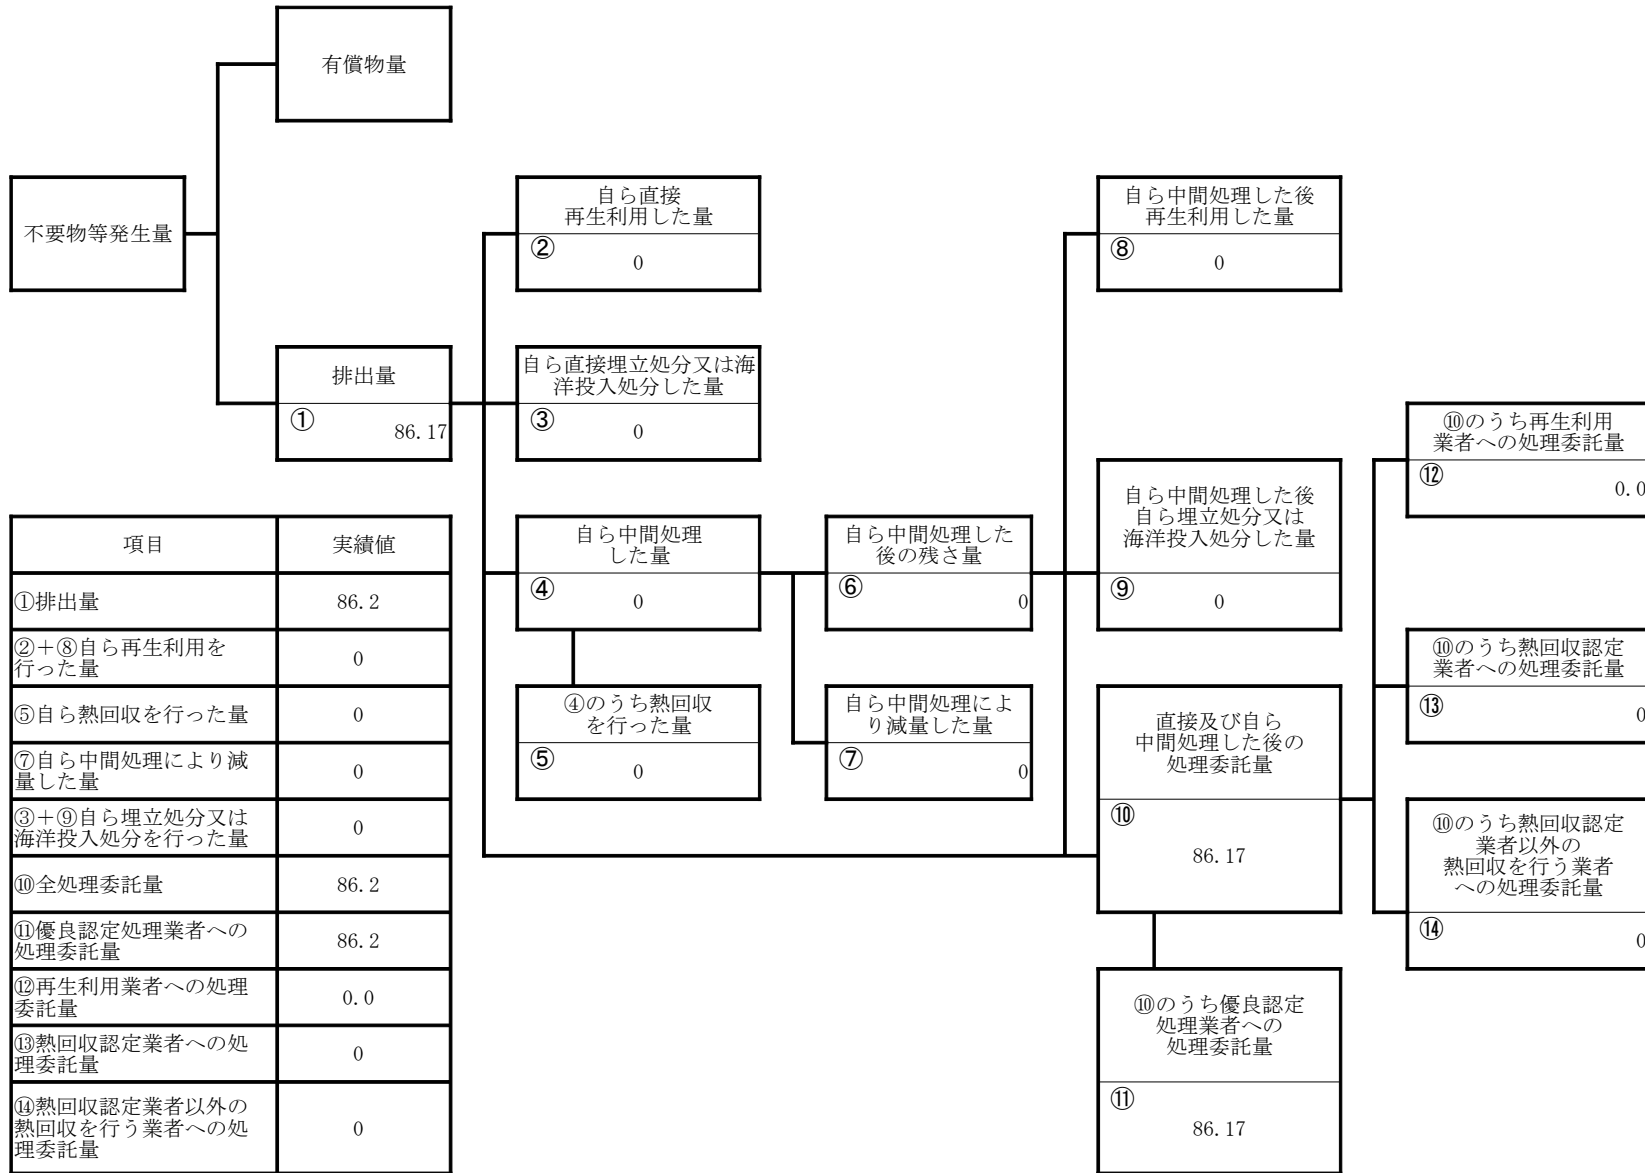 有償物量
不要物等発生量
自ら直接
再生利用した量
②
0
自ら中間処理した後
再生利用した量
⑧
0
排出量
①
86.17
自ら直接埋立処分又は海
洋投入処分した量
③
0
⑩のうち再生利用
業者への処理委託量
⑫
0.0
自ら中間処理
した量
④
0
自ら中間処理した
後の残さ量
⑥
0
自ら中間処理した後
自ら埋立処分又は
海洋投入処分した量
⑨
0
⑩のうち熱回収認定
業者への処理委託量
⑬
0
④のうち熱回収
を行った量
⑤
0
自ら中間処理によ
り減量した量
⑦
0
直接及び自ら
中間処理した後の
処理委託量
⑩
86.17
⑩のうち熱回収認定
業者以外の
熱回収を行う業者
への処理委託量
⑭
0
⑩のうち優良認定
処理業者への
処理委託量
⑪
86.17
項目 実績値
①排出量 86.2
②+⑧自ら再生利用を
行った量 0
⑤自ら熱回収を行った量 0
⑦自ら中間処理により減
量した量 0
③+⑨自ら埋立処分又は
海洋投入処分を行った量 0
⑩全処理委託量 86.2
⑪優良認定処理業者への
処理委託量 86.2
⑫再生利用業者への処理
委託量 0.0
⑬熱回収認定業者への処
理委託量 0
⑭熱回収認定業者以外の
熱回収を行う業者への処
理委託量 0